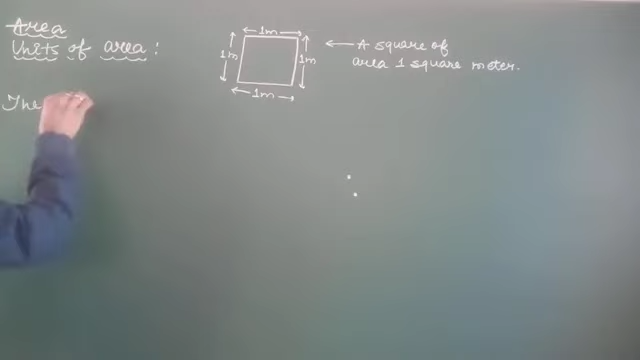 Area
Units of area :
1m
1m
1m
1m
A square of
area 1 square meter.
The